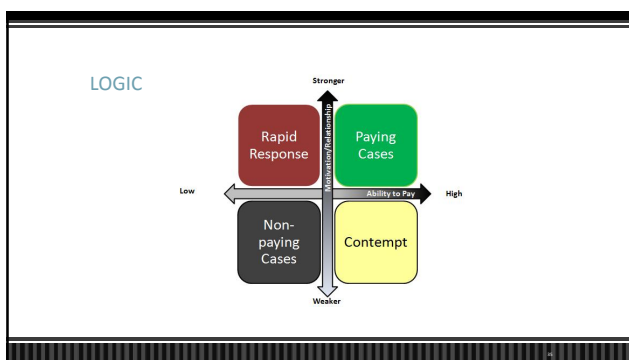 LOGIC
Stronger
Rapid
Response
Motivation/Relationship
Paying
Cases
Low
Ability to Pay
High
Non-
paying
Cases
Contempt
Weaker